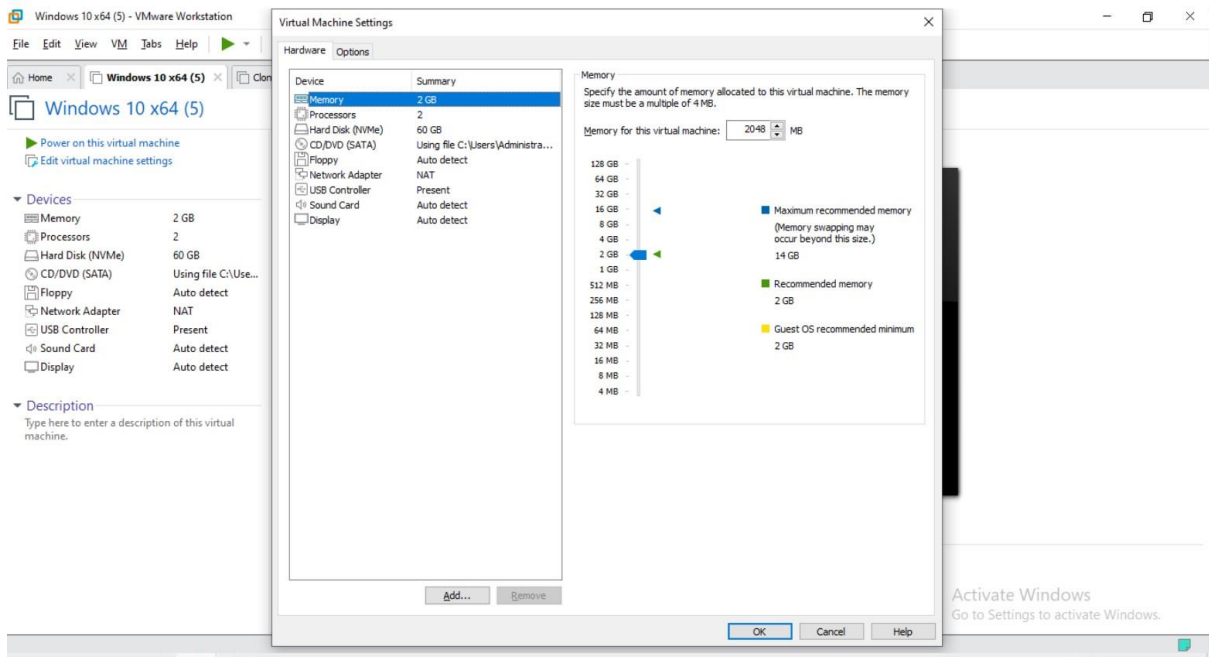 Windows 10 x64 (5) - VMware Workstation
File Edit View VM Tabs Help
Home
Windows 10 x64 (5)
Clon
Windows 10 x64 (5)
Power on this virtual machine
Edit virtual machine settings
Devices
Memory 2 GB
Processors 2
Hard Disk (NVMe) 60 GB
CD/DVD (SATA) Using file C:\Use...
Floppy Auto detect
Network Adapter NAT
USB Controller Present
Sound Card Auto detect
Display Auto detect
Description
Type here to enter a description of this virtual
machine.
Virtual Machine Settings
Hardware Options
Device Summary
Memory 2 GB
Processors 2
Hard Disk (NVMe) 60 GB
CD/DVD (SATA) Using file C:\Users\Administra...
Floppy Auto detect
Network Adapter NAT
USB Controller Present
Sound Card Auto detect
Display Auto detect
Add... Remove
Memory
Specify the amount of memory allocated to this virtual machine. The memory
size must be a multiple of 4 MB.
Memory for this virtual machine: 2048 MB
128 GB
64 GB
32 GB
16 GB
8 GB
4 GB
2 GB
1 GB
512 MB
256 MB
128 MB
64 MB
32 MB
16 MB
8 MB
4 MB
Maximum recommended memory
(Memory swapping may
occur beyond this size.)
14 GB
Recommended memory
2 GB
Guest OS recommended minimum
2 GB
OK Cancel Help
Activate Windows
Go to Settings to activate Windows.